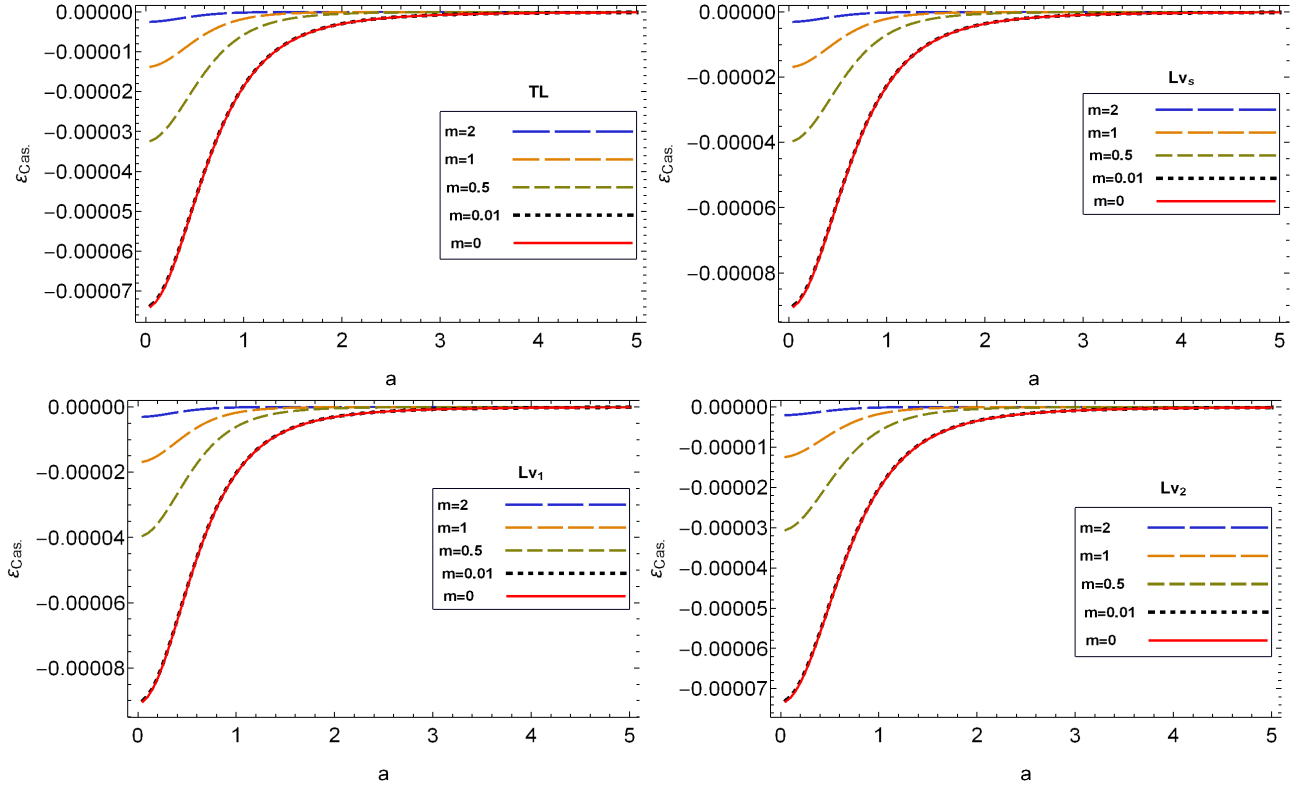 0.00000
−0.00001
−0.00002
−0.00003
−0.00004
−0.00005
−0.00006
−0.00007
εCas.
TL
m=2
m=1
m=0.5
m=0.01
m=0
0 1 2 3 4 5
a
0.00000
−0.00002
−0.00004
−0.00006
−0.00008
εCas.
Lvs
m=2
m=1
m=0.5
m=0.01
m=0
0 1 2 3 4 5
a
0.00000
−0.00002
−0.00004
−0.00006
−0.00008
εCas.
Lv1
m=2
m=1
m=0.5
m=0.01
m=0
0 1 2 3 4 5
a
0.00000
−0.00001
−0.00002
−0.00003
−0.00004
−0.00005
−0.00006
−0.00007
εCas.
Lv2
m=2
m=1
m=0.5
m=0.01
m=0
0 1 2 3 4 5
a